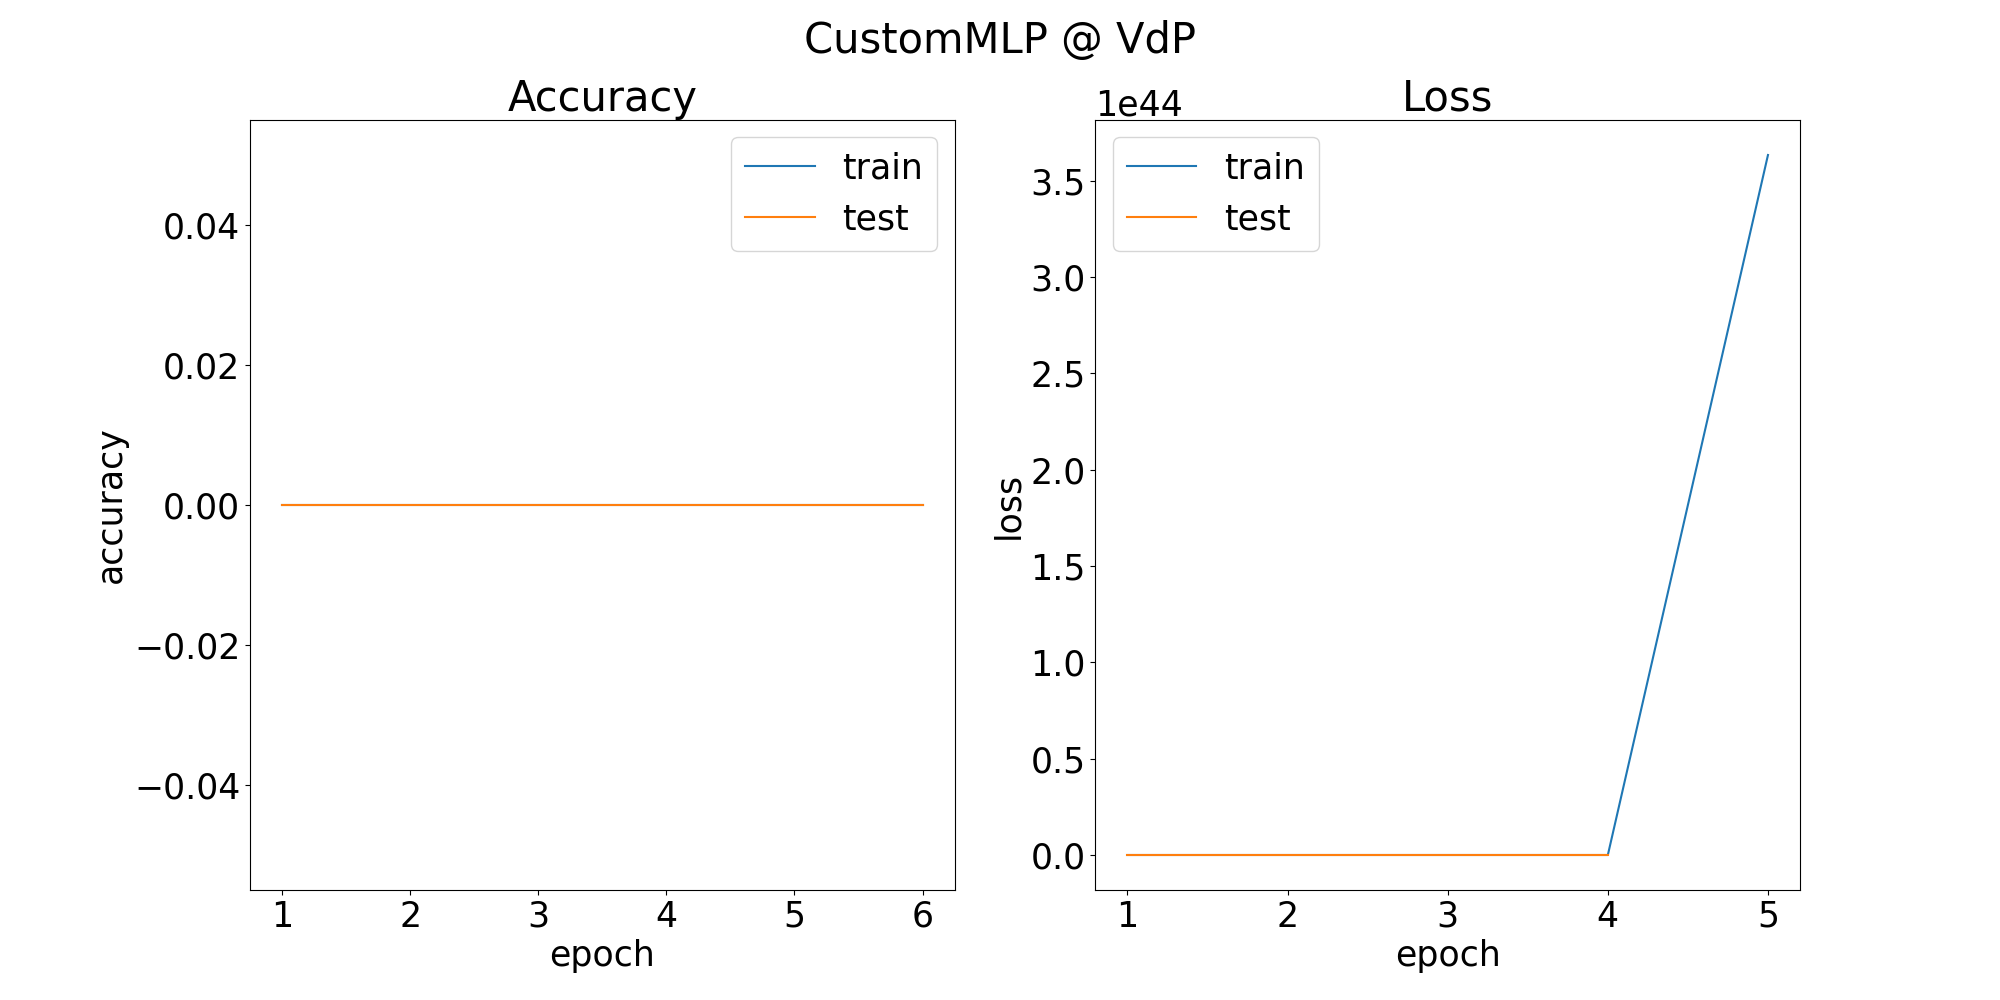 CustomMLP @ VdP
Accuracy
train
test
0.04
0.02
0.00
−0.02
−0.04
accuracy
1 2 3 4 5 6
epoch
Loss
1e44
train
test
3.5
3.0
2.5
2.0
1.5
1.0
0.5
0.0
loss
1 2 3 4 5
epoch